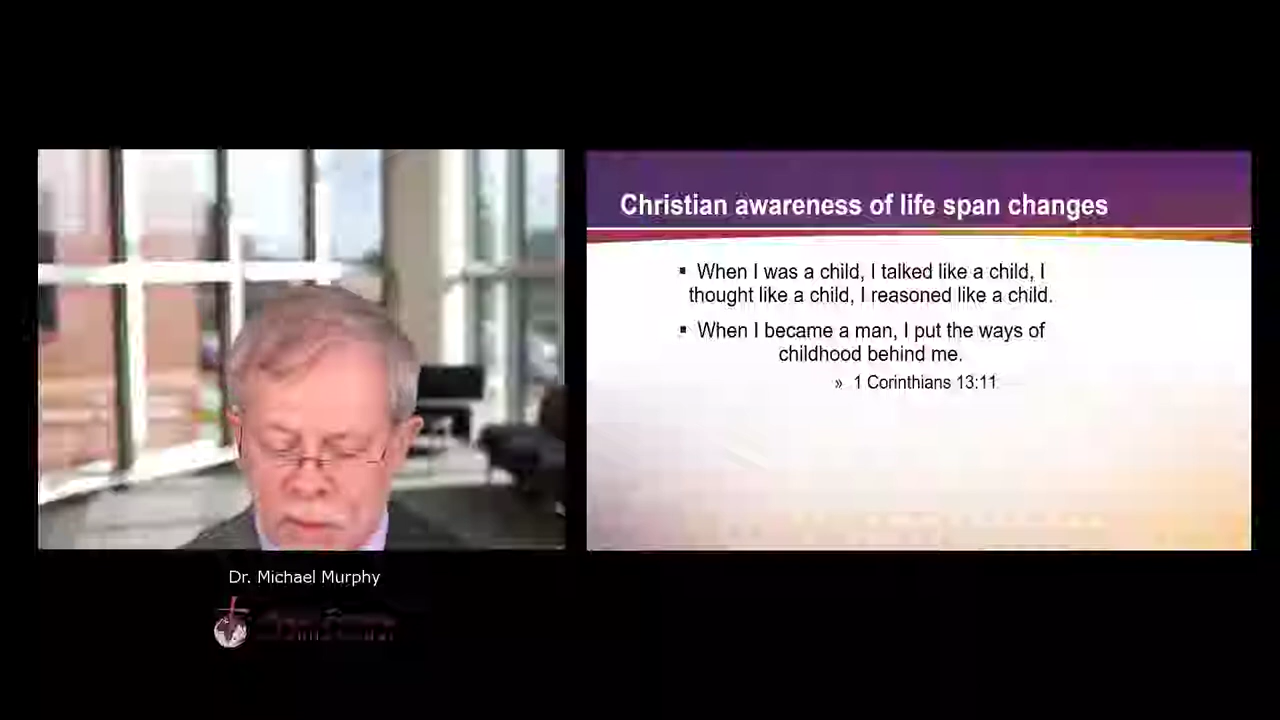 Christian awareness of life span changes
▪ When I was a child, I talked like a child, I
thought like a child, I reasoned like a child.
▪ When I became a man, I put the ways of
childhood behind me.
» 1 Corinthians 13:11
Dr. Michael Murphy